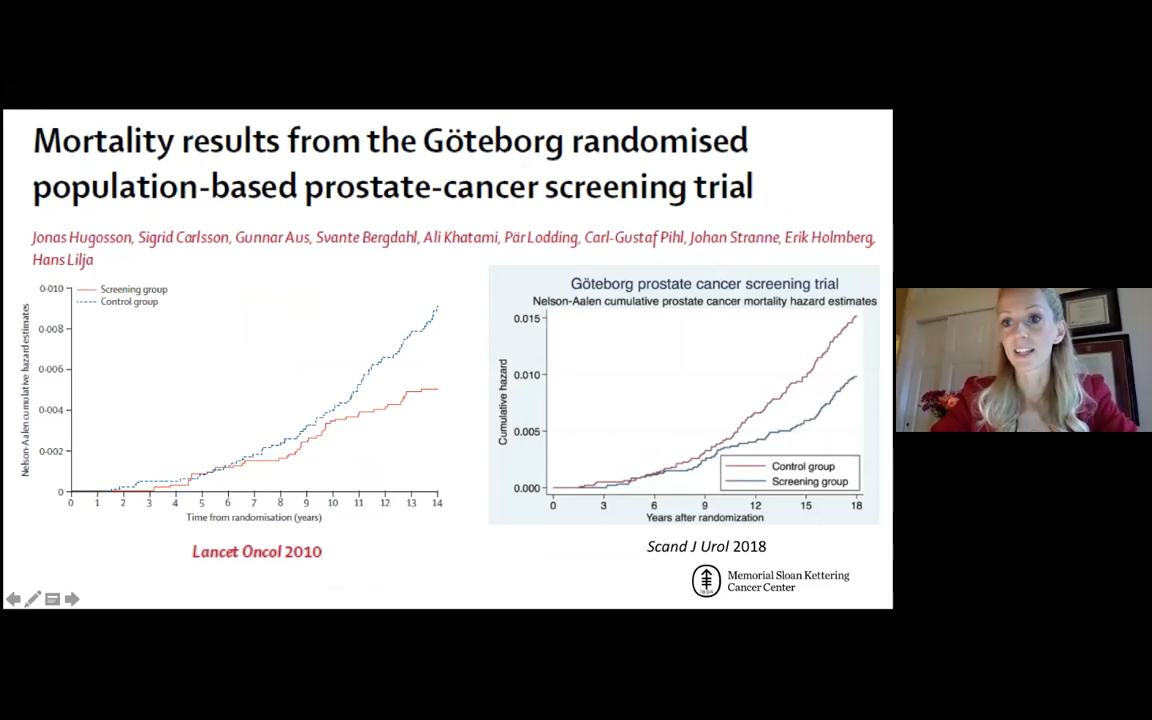 Mortality results from the Göteborg randomised
population-based prostate-cancer screening trial
Jonas Hugosson, Sigrid Carlsson, Gunnar Aus, Svante Bergdahl, Ali Khatami, Pär Lodding, Carl-Gustaf Pihl, Johan Stranne, Erik Holmberg,
Hans Lilja
Screening group
Control group
Nelson-Aalen cumulative hazard estimates
0·010
0·008
0·006
0·004
0·002
0
0 1 2 3 4 5 6 7 8 9 10 11 12 13 14
Time from randomisation (years)
Lancet Oncol 2010
Göteborg prostate cancer screening trial
Nelson-Aalen cumulative prostate cancer mortality hazard estimates
Cumulative hazard
0.015
0.010
0.005
0.000
Control group
Screening group
0 3 6 9 12 15 18
Years after randomization
Scand J Urol 2018
Memorial Sloan Kettering
Cancer Center